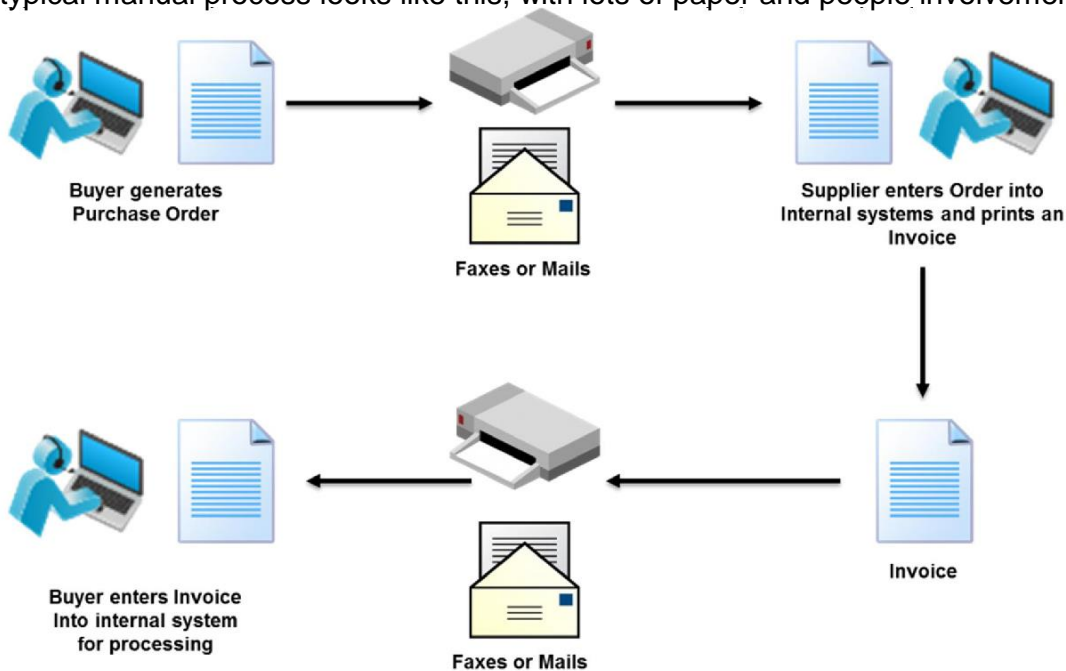 typical manual process looks like this, with lots of paper and people involvement
Buyer generates
Purchase Order
Faxes or Mails
Supplier enters Order into
Internal systems and prints an
Invoice
Buyer enters Invoice
Into internal system
for processing
Faxes or Mails
Invoice